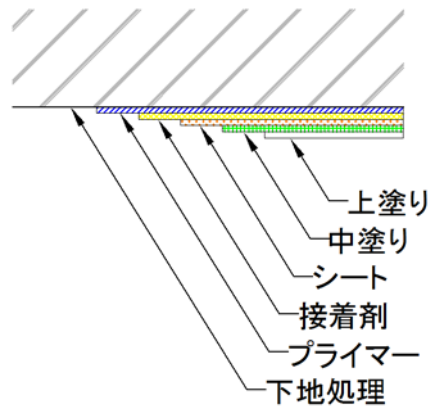 上塗り
中塗り
シート
接着剤
プライマー
下地処理